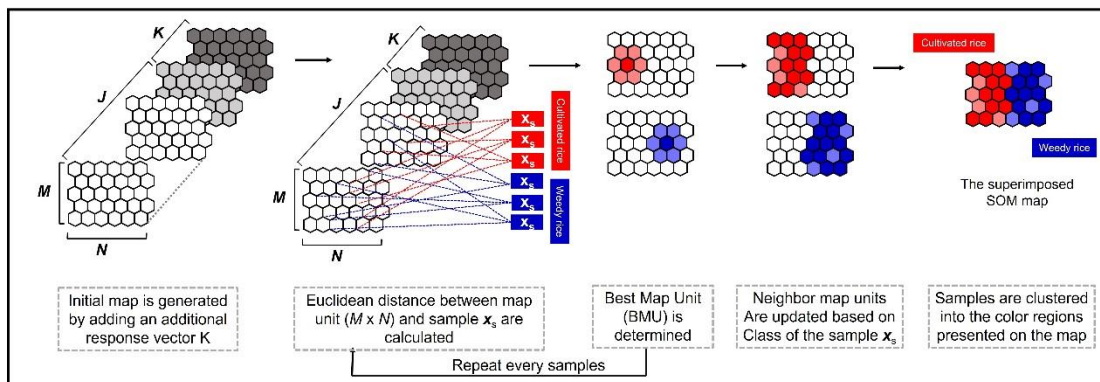 K
J
M
N
K
J
M
N
X_s
X_s
X_s
X_s
X_s
X_s
Cultivated rice
Weedy rice
Cultivated rice
Weedy rice
The superimposed
SOM map
Initial map is generated
by adding an additional
response vector K
Euclidean distance between map
unit (M x N) and sample x_s are
calculated
Best Map Unit
(BMU) is
determined
Neighbor map units
Are updated based on
Class of the sample x_s
Samples are clustered
into the color regions
presented on the map
Repeat every samples